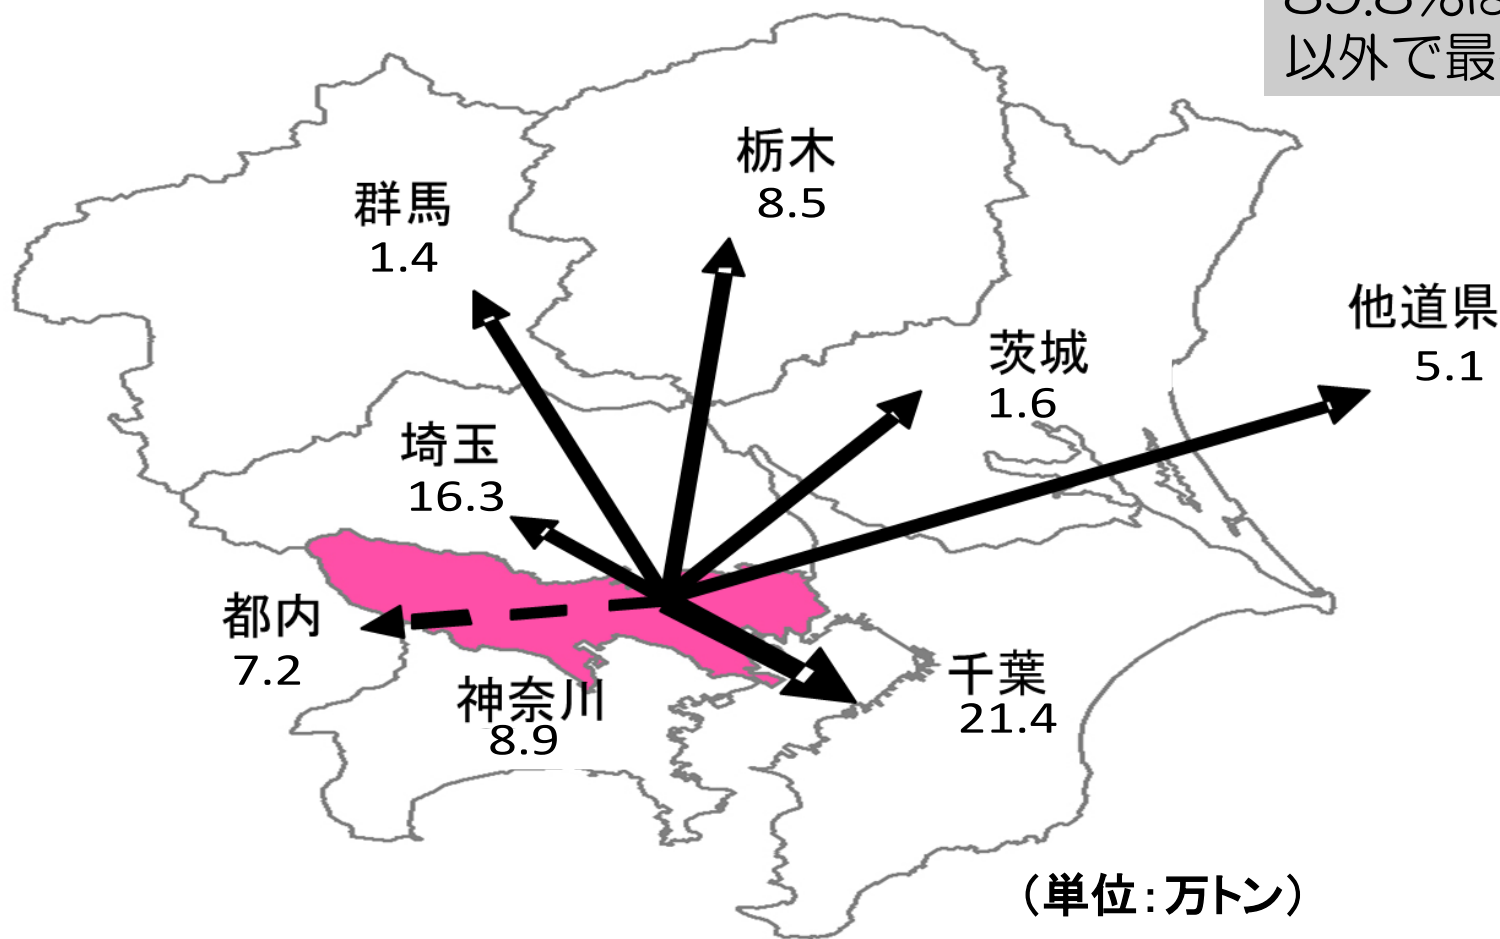 以外で最
栃木
8.5
群馬
1.4
他道県
5.1
茨城
1.6
埼玉
16.3
都内
7.2
神奈川
8.9
千葉
21.4
（単位：万トン）